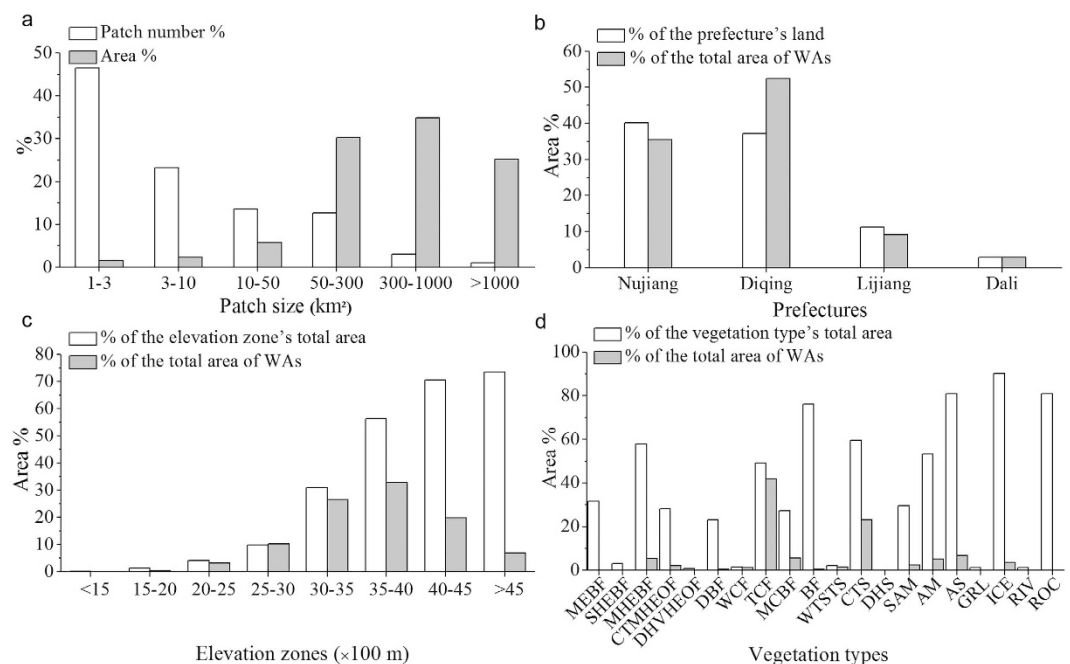 a
Patch number %
Area %
50
40
30
20
10
0
%
1-3 3-10 10-50 50-300 300-1000 >1000
Patch size (km²)
b
% of the prefecture's land
% of the total area of WAs
60
50
40
30
20
10
0
Area %
Nujiang Diqing Lijiang Dali
Prefectures
c
% of the elevation zone's total area
% of the total area of WAs
80
70
60
50
40
30
20
10
0
Area %
<15 15-20 20-25 25-30 30-35 35-40 40-45 >45
Elevation zones (×100 m)
d
% of the vegetation type's total area
% of the total area of WAs
100
80
60
40
20
0
Area %
MEBF SHEBF MHEBF CTMHEOF DHVHEOF DBF WCF TCF MCBF BF WTSTS CTS DHS SAM AM AS GRL ICE RIV ROC
Vegetation types